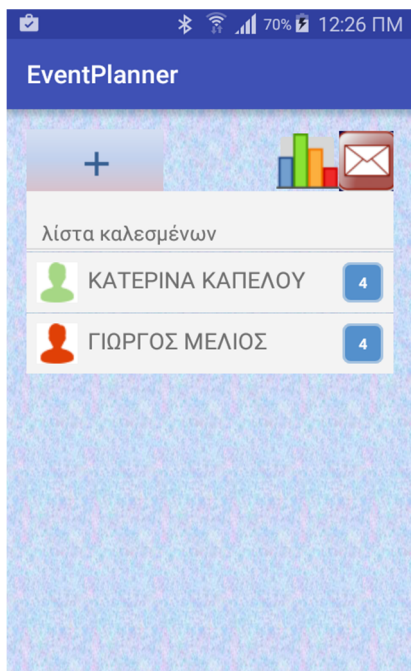 70% 12:26 ΠΜ
EventPlanner
+
λίστα καλεσμένων
ΚΑΤΕΡΙΝΑ ΚΑΠΕΛΟΥ 4
ΓΙΩΡΓΟΣ ΜΕΛΙΟΣ 4